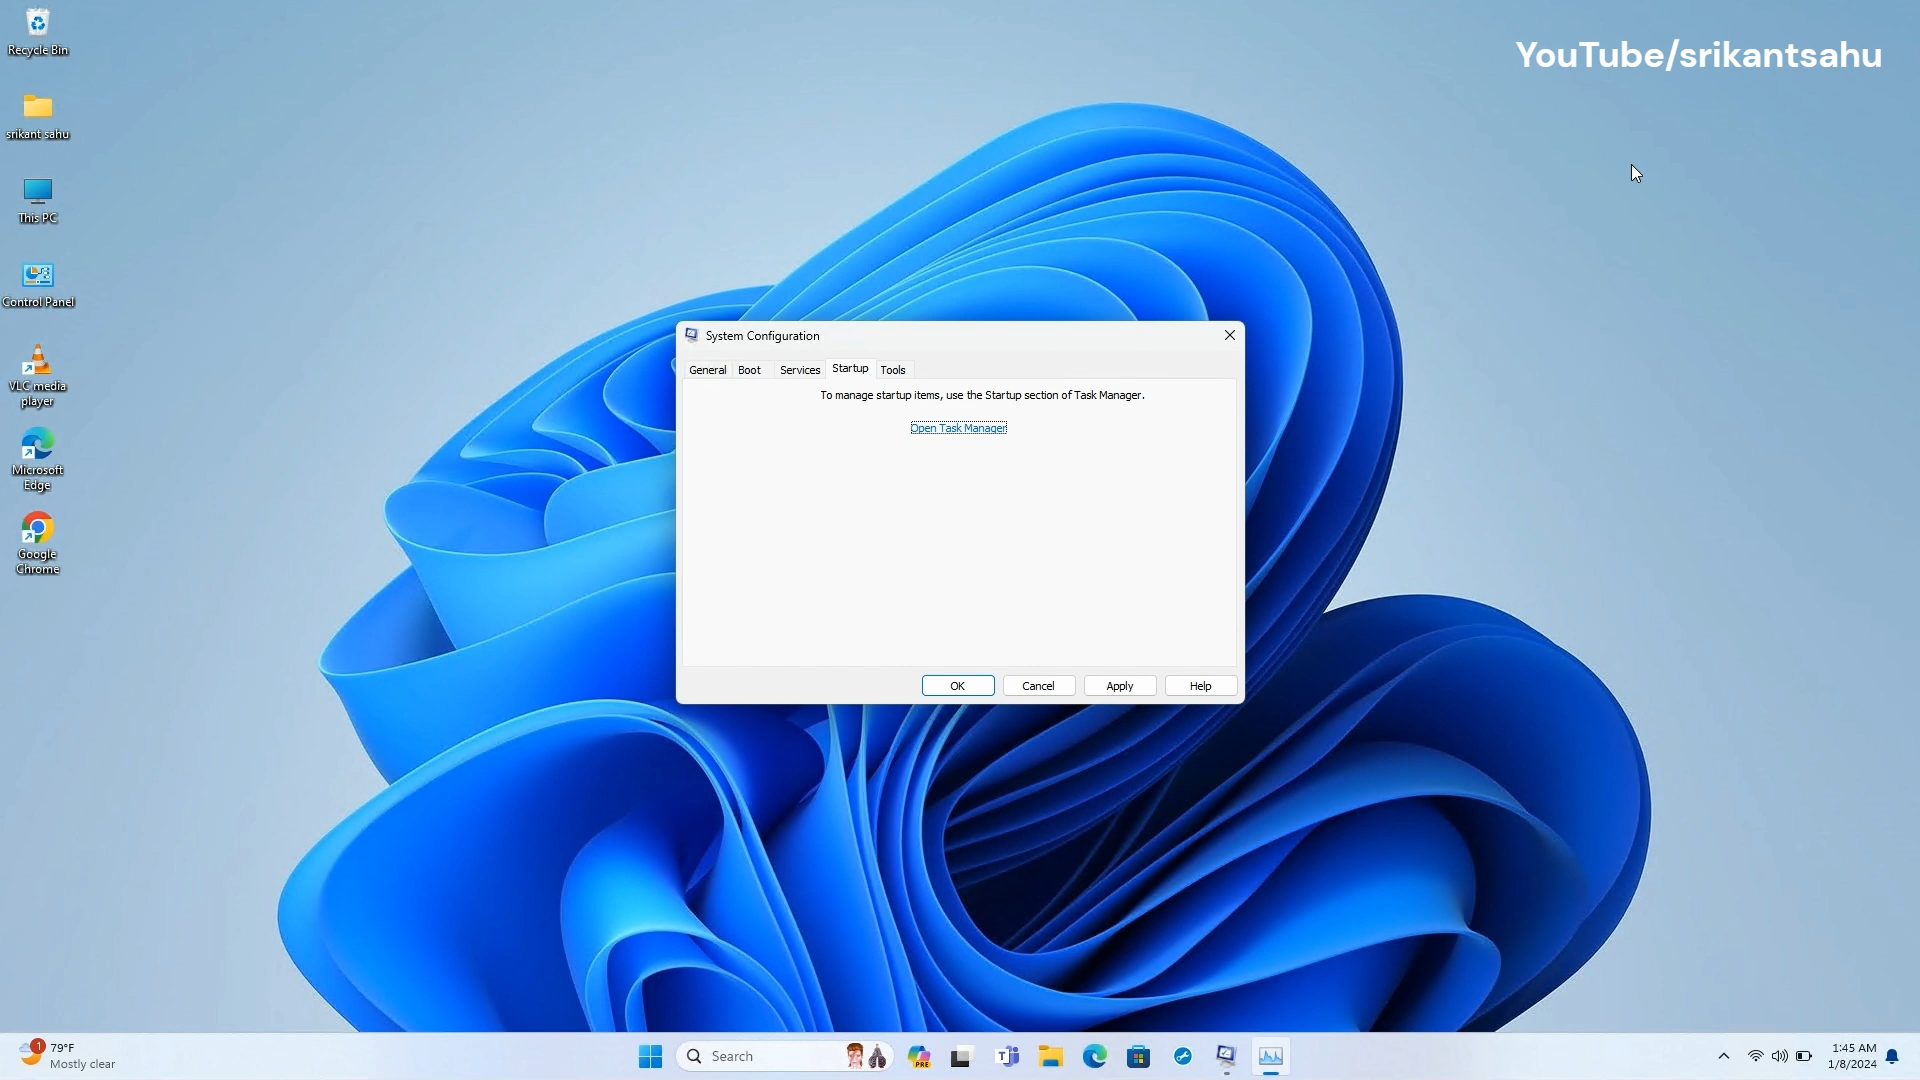 YouTube/srikantsahu
Recycle Bin
srikant sahu
This PC
Control Panel
VLC media
player
Microsoft
Edge
Google
Chrome
System Configuration
General Boot Services Startup Tools
To manage startup items, use the Startup section of Task Manager.
Open Task Manager
OK Cancel Apply Help
1
79°F
Mostly clear
Search
PRE
1:45 AM
1/8/2024